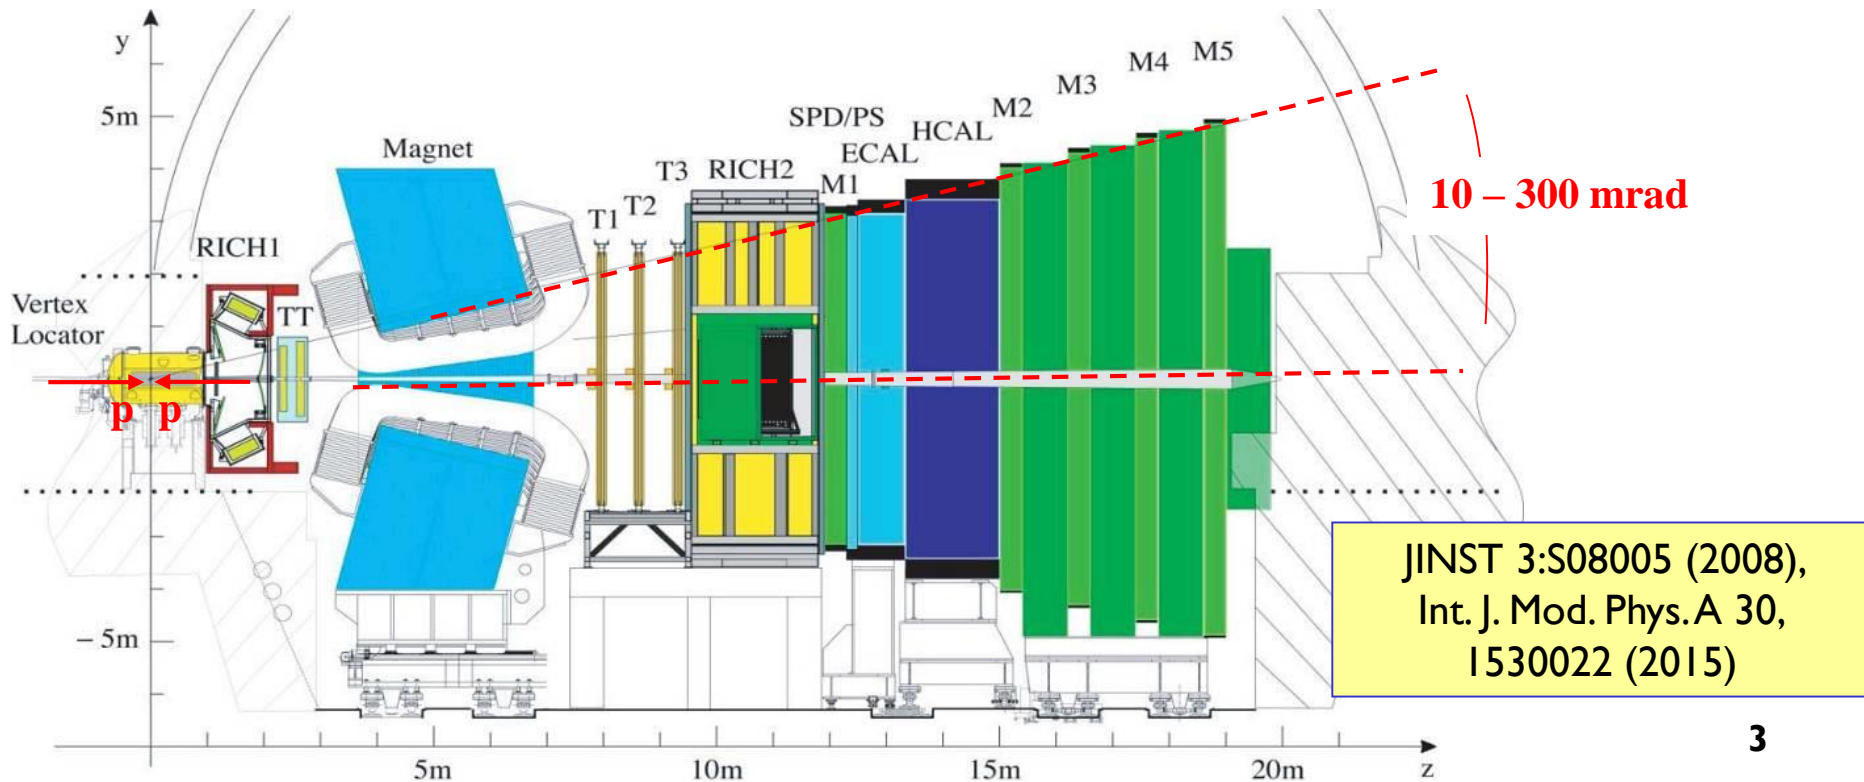 y
5m
Magnet
RICH1
Vertex
Locator
TT
p p
T1
T2
T3
RICH2
SPD/PS
M1
ECAL
HCAL
M2
M3
M4
M5
10 – 300 mrad
– 5m
JINST 3:S08005 (2008),
Int. J. Mod. Phys. A 30,
1530022 (2015)
3
5m
10m
15m
20m
z